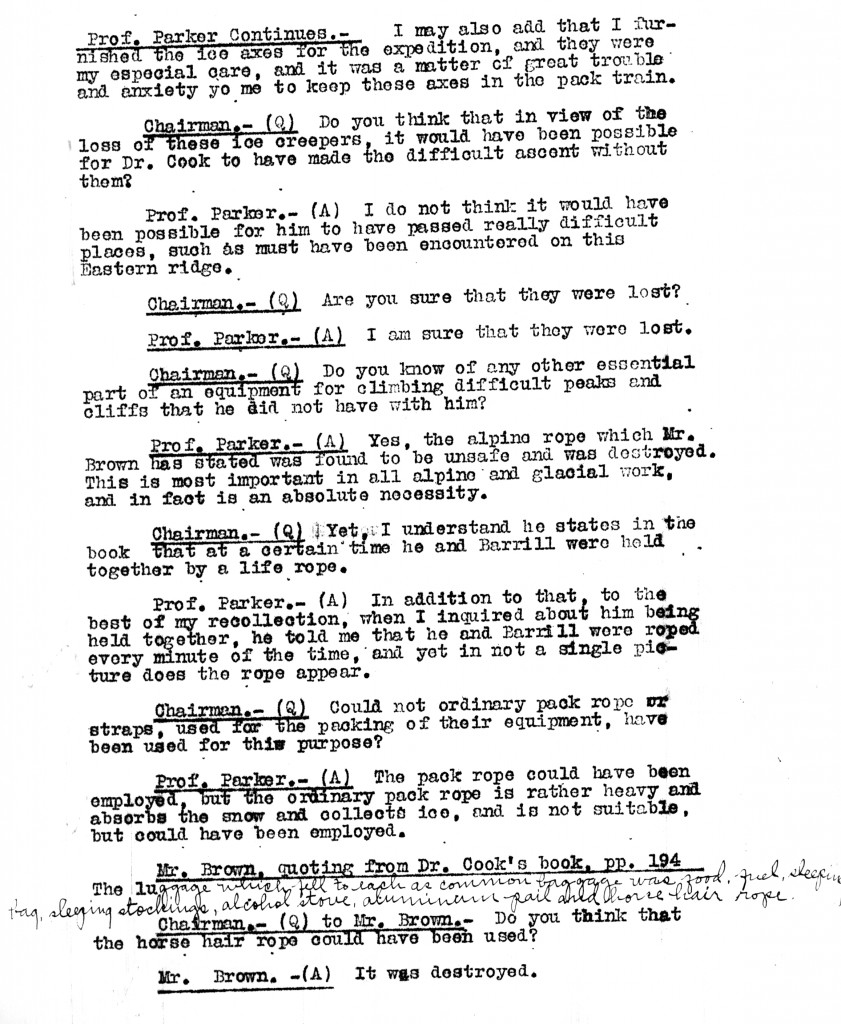 Prof. Parker Continues.- I may also add that I fur-
nished the ice axes for the expedition, and they were
my especial care, and it was a matter of great trouble
and anxiety yo me to keep these axes in the pack train.
Chairman.- (Q) Do you think that in view of the
loss of these ice creepers, it would have been possible
for Dr. Cook to have made the difficult ascent without
them?
Prof. Parker.- (A) I do not think it would have
been possible for him to have passed really difficult
places, such as must have been encountered on this
Eastern ridge.
Chairman.- (Q) Are you sure that they were lost?
Prof. Parker.- (A) I am sure that they were lost.
Chairman.- (Q) Do you know of any other essential
part of an equipment for climbing difficult peaks and
cliffs that he did not have with him?
Prof. Parker.- (A) Yes, the alpine rope which Mr.
Brown has stated was found to be unsafe and was destroyed.
This is most important in all alpine and glacial work,
and in fact is an absolute necessity.
Chairman.- (Q) Yet, I understand he states in the
book that at a certain time he and Barrill were held
together by a life rope.
Prof. Parker.- (A) In addition to that, to the
best of my recollection, when I inquired about him being
held together, he told me that he and Barrill were roped
every minute of the time, and yet in not a single pic-
ture does the rope appear.
Chairman.- (Q) Could not ordinary pack rope or
straps, used for the packing of their equipment, have
been used for this purpose?
Prof. Parker.- (A) The pack rope could have been
employed, but the ordinary pack rope is rather heavy and
absorbs the snow and collects ice, and is not suitable,
but could have been employed.
Mr. Brown, quoting from Dr. Cook's book, pp. 194
The luggage which fell to each as common baggage was food, fuel, sleeping
bag, sleeping stockings, alcohol stove, aluminum pail and horse hair rope.
Chairman.- (Q) to Mr. Brown.- Do you think that
the horse hair rope could have been used?
Mr. Brown. -(A) It was destroyed.